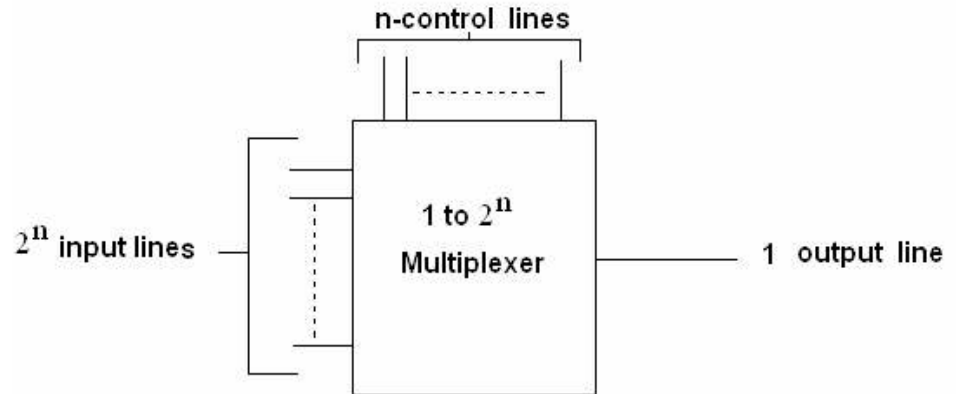 n-control lines
2ⁿ input lines
1 to 2ⁿ
Multiplexer
1 output line